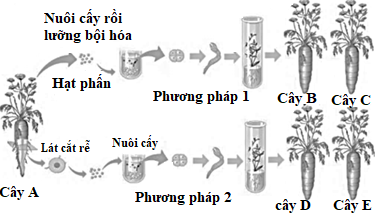 Nuôi cấy rồi
lưỡng bội hóa
Hạt phấn
Phương pháp 1
Cây B
Cây C
Lát cắt rễ
Nuôi cấy
Cây A
Phương pháp 2
cây D
Cây E